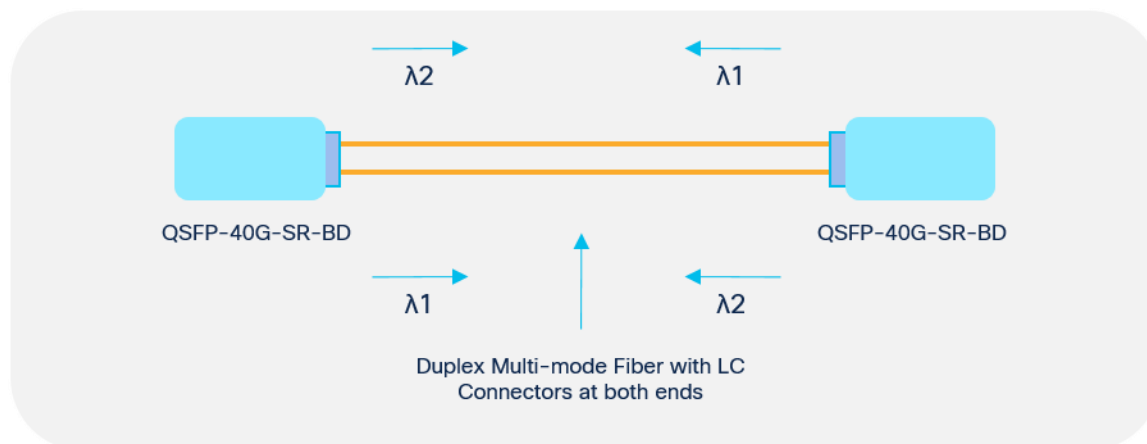 λ2
λ1
QSFP-40G-SR-BD
QSFP-40G-SR-BD
λ1
λ2
Duplex Multi-mode Fiber with LC
Connectors at both ends